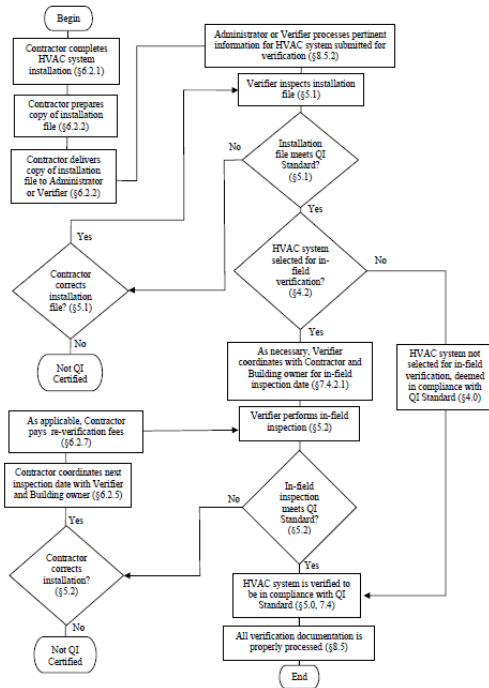 Begin
Contractor completes
HVAC system
installation (§6.2.1)
Contractor prepares
copy of installation
file (§6.2.2)
Contractor delivers
copy of installation
file to Administrator
or Verifier (§6.2.2)
Administrator or Verifier processes pertinent
information for HVAC system submitted for
verification (§8.5.2)
Verifier inspects installation
file (§5.1)
Installation
file meets QI
Standard?
(§5.1)
No
Yes
Yes
Contractor
corrects
installation
file? (§5.1)
No
Not QI
Certified
HVAC system
selected for in-
field
verification?
(§4.2)
No
Yes
HVAC system not
selected for in-field
verification, deemed
in compliance with
QI Standard (§4.0)
As necessary, Verifier
coordinates with Contractor and
Building owner for in-field
inspection date (§7.4.2.1)
Verifier performs in-field
inspection (§5.2)
As applicable, Contractor
pays re-verification fees
(§6.2.7)
Contractor coordinates next
inspection date with Verifier
and Building owner (§6.2.5)
In-field
inspection
meets QI
Standard?
(§5.2)
No
Yes
Yes
Contractor
corrects
installation?
(§5.2)
No
Not QI
Certified
HVAC system is verified to
be in compliance with QI
Standard (§5.0, 7.4)
All verification documentation is
properly processed (§8.5)
End